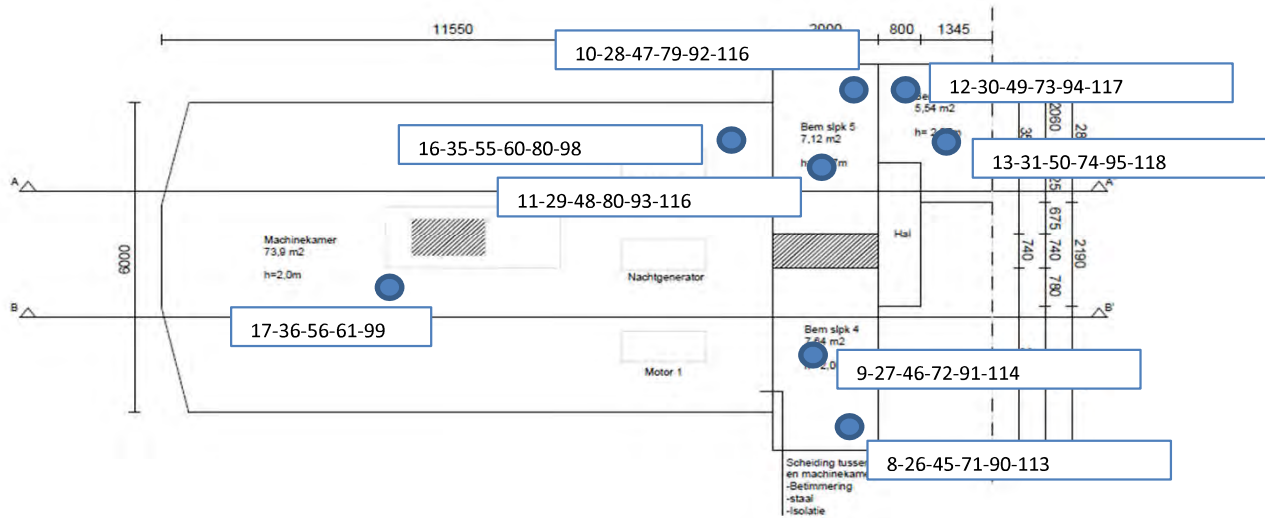 11550
800
1345
10-28-47-79-92-116
12-30-49-73-94-117
5,54 m2
Bem slpk 5
7,12 m2
16-35-55-60-80-98
13-31-50-74-95-118
2060
A
A'
11-29-48-80-93-116
Hal
675
740
740
2190
780
Machinekamer
73,9 m2
h=2,0m
6000
Nachtgenerator
B
B'
17-36-56-61-99
Bem slpk 4
9-27-46-72-91-114
Motor 1
8-26-45-71-90-113
Scheiding
en
-Betimmering
-staal
-Isolatie